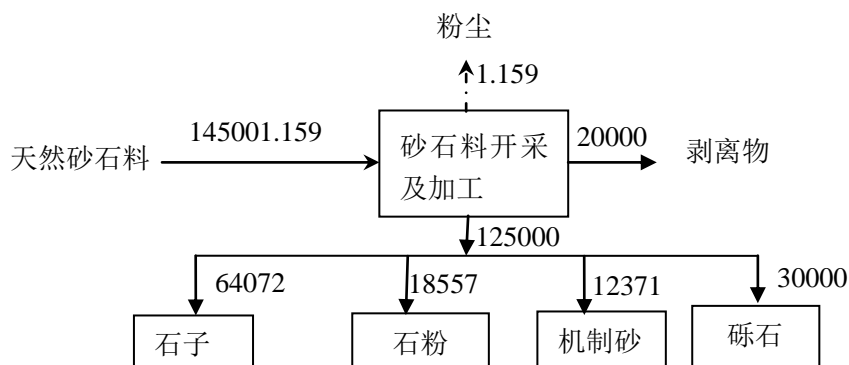 粉尘
1.159
145001.159
天然砂石料
砂石料开采
及加工
20000
剥离物
125000
64072
18557
12371
30000
石子
石粉
机制砂
砾石